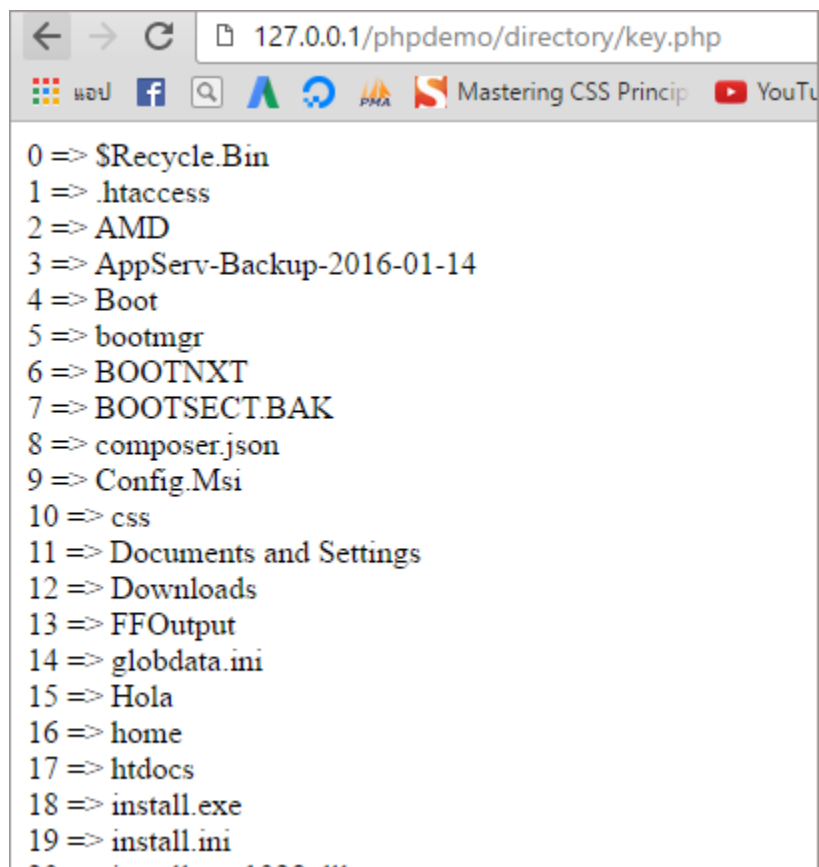 127.0.0.1/phpdemo/directory/key.php
แอป f PMA S Mastering CSS Princip YouTu
0 => $Recycle.Bin
1 => .htaccess
2 => AMD
3 => AppServ-Backup-2016-01-14
4 => Boot
5 => bootmgr
6 => BOOTNXT
7 => BOOTSECT.BAK
8 => composer.json
9 => Config.Msi
10 => css
11 => Documents and Settings
12 => Downloads
13 => FFOutput
14 => globdata.ini
15 => Hola
16 => home
17 => htdocs
18 => install.exe
19 => install.ini